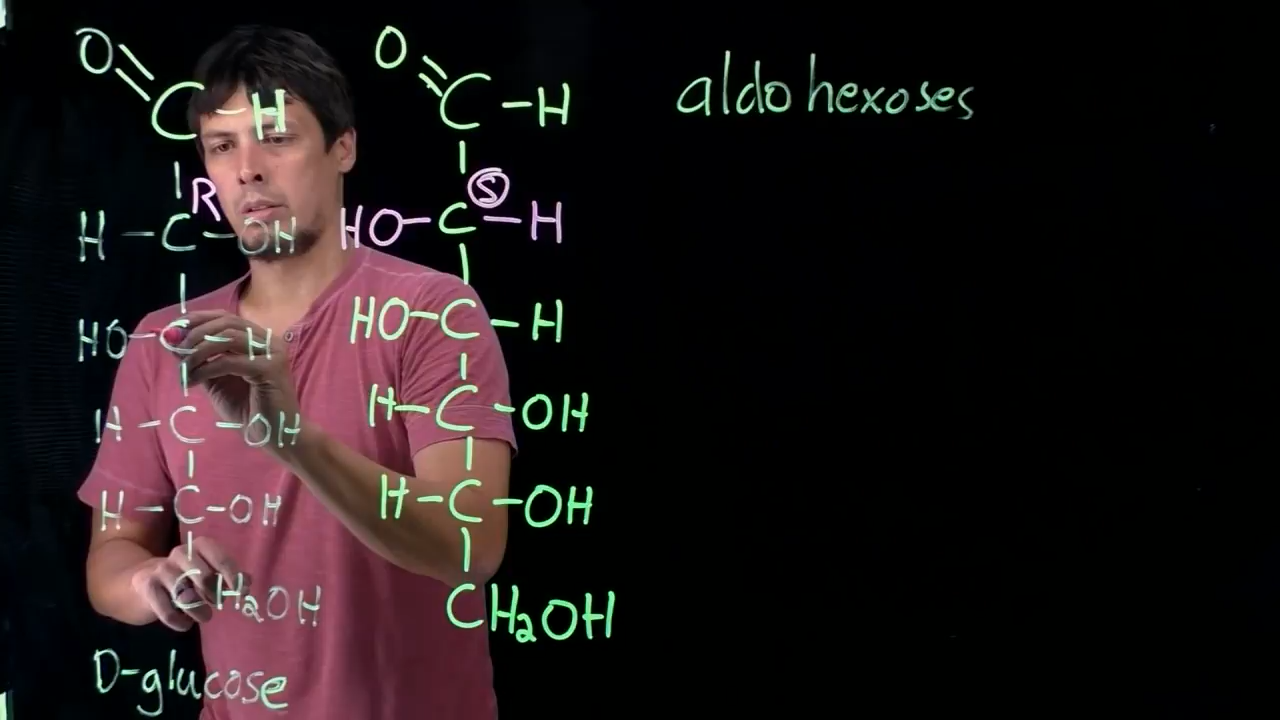 O O
C-H C-H aldohexoses
R S
H-C-OH HO-C-H
HO-C-H HO-C-H
H-C-OH H-C-OH
H-C-OH H-C-OH
CH2OH CH2OH
D-glucose